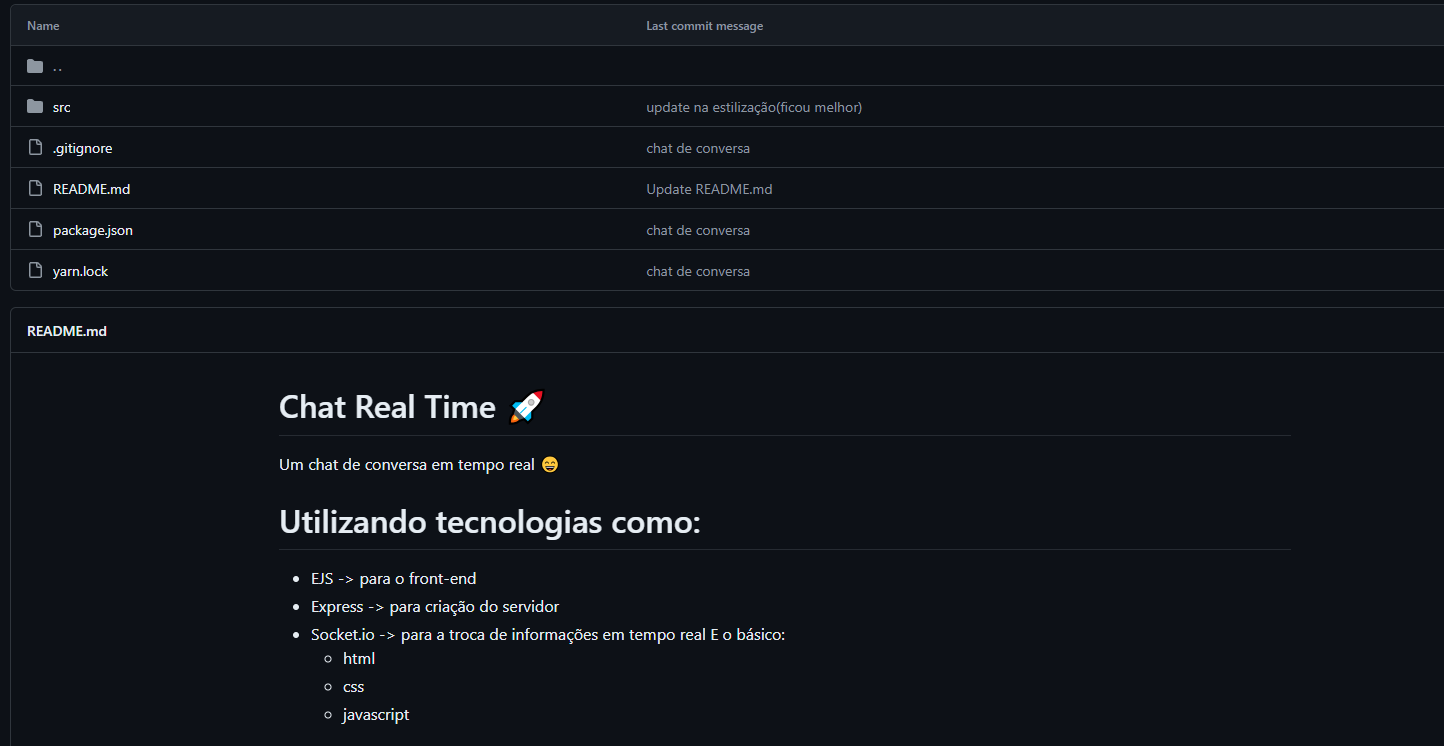 Name Last commit message
..
src update na estilização(ficou melhor)
.gitignore chat de conversa
README.md Update README.md
package.json chat de conversa
yarn.lock chat de conversa
README.md
Chat Real Time 🚀
Um chat de conversa em tempo real 😄
Utilizando tecnologias como:
EJS -> para o front-end
Express -> para criação do servidor
Socket.io -> para a troca de informações em tempo real E o básico:
html
css
javascript